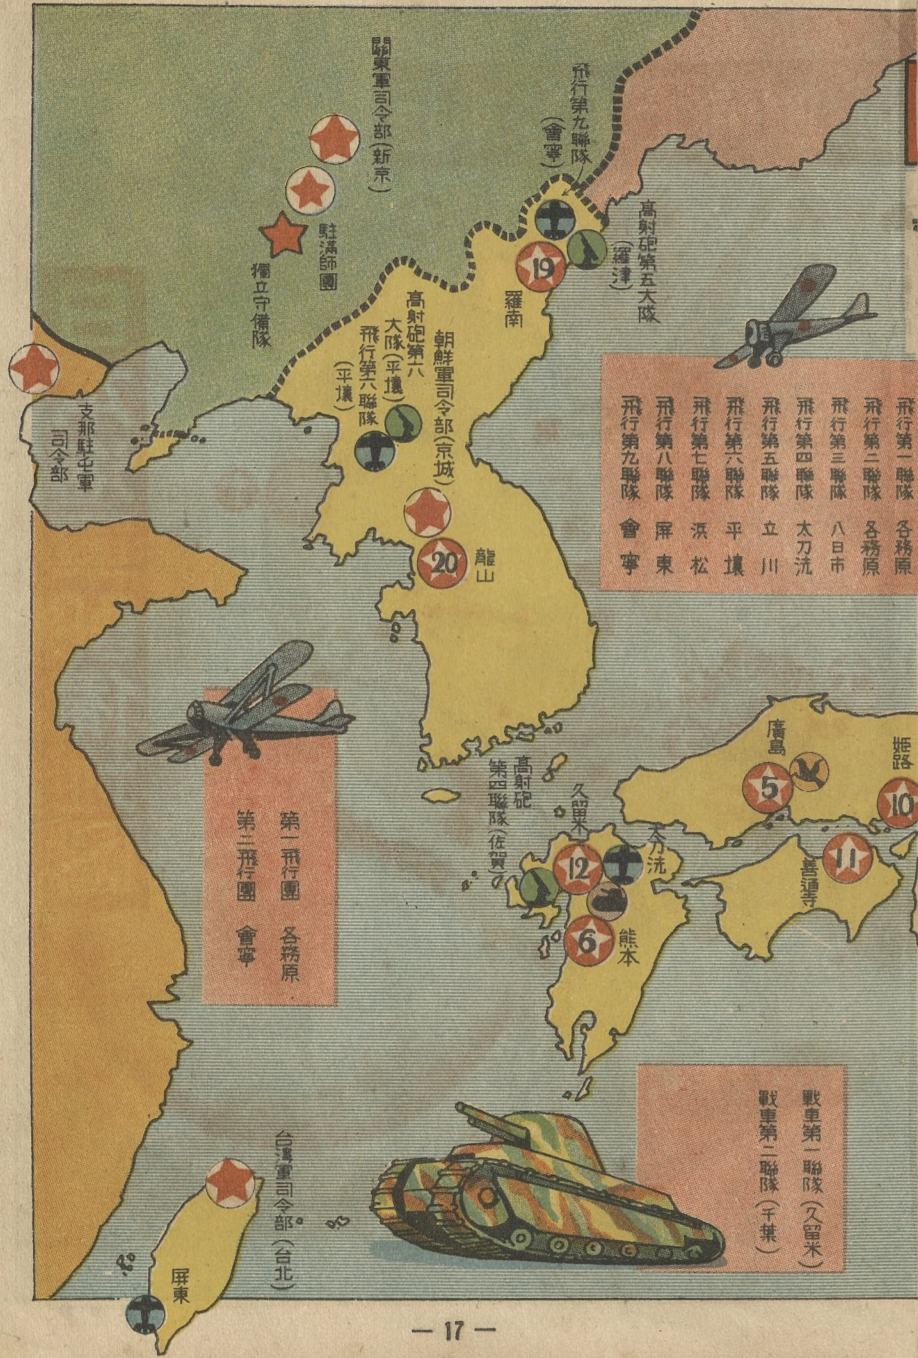 關東軍司令部(新京)
飛行第九聯隊
(會寧)
高射砲第五大隊
(羅津)
駐滿師團
獨立守備隊
19
羅南
高射砲第六
大隊(平壤)
飛行第六聯隊
(平壤)
朝鮮軍司令部(京城)
支那駐屯軍
司令部
20
龍山
飛行第一聯隊 各務原
飛行第二聯隊 各務原
飛行第三聯隊 八日市
飛行第四聯隊 太刀洗
飛行第五聯隊 立川
飛行第六聯隊 平壤
飛行第七聯隊 浜松
飛行第八聯隊 屏東
飛行第九聯隊 會寧
第一飛行團 各務原
第二飛行團 會寧
高射砲
第四聯隊(佐賀)
久留米
12
太刀洗
6
熊本
廣島
5
姫路
10
11
善通寺
戰車第一聯隊(久留米)
戰車第二聯隊(千葉)
台灣軍司令部(台北)
屏東
— 17 —